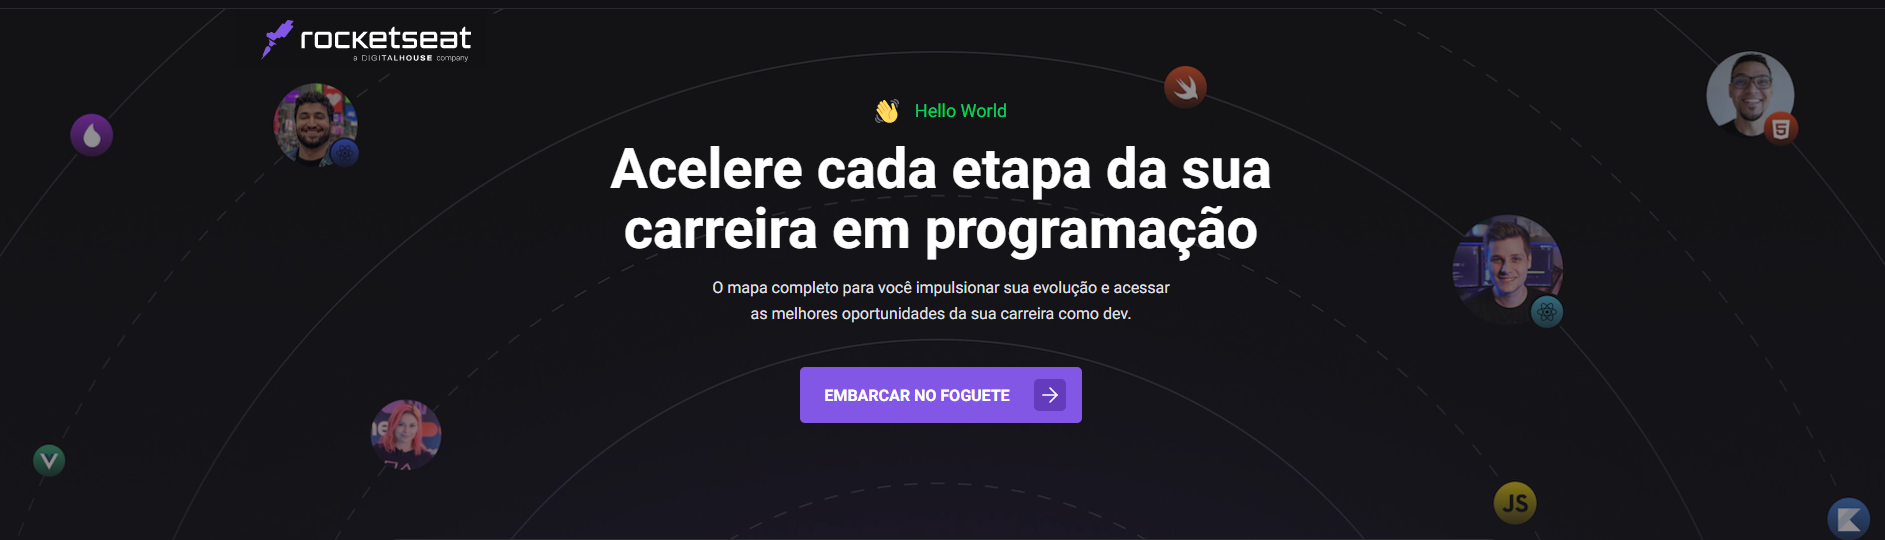 rocketseat
a DIGITALHOUSE company
Hello World
Acelere cada etapa da sua
carreira em programação
O mapa completo para você impulsionar sua evolução e acessar
as melhores oportunidades da sua carreira como dev.
EMBARCAR NO FOGUETE
JS